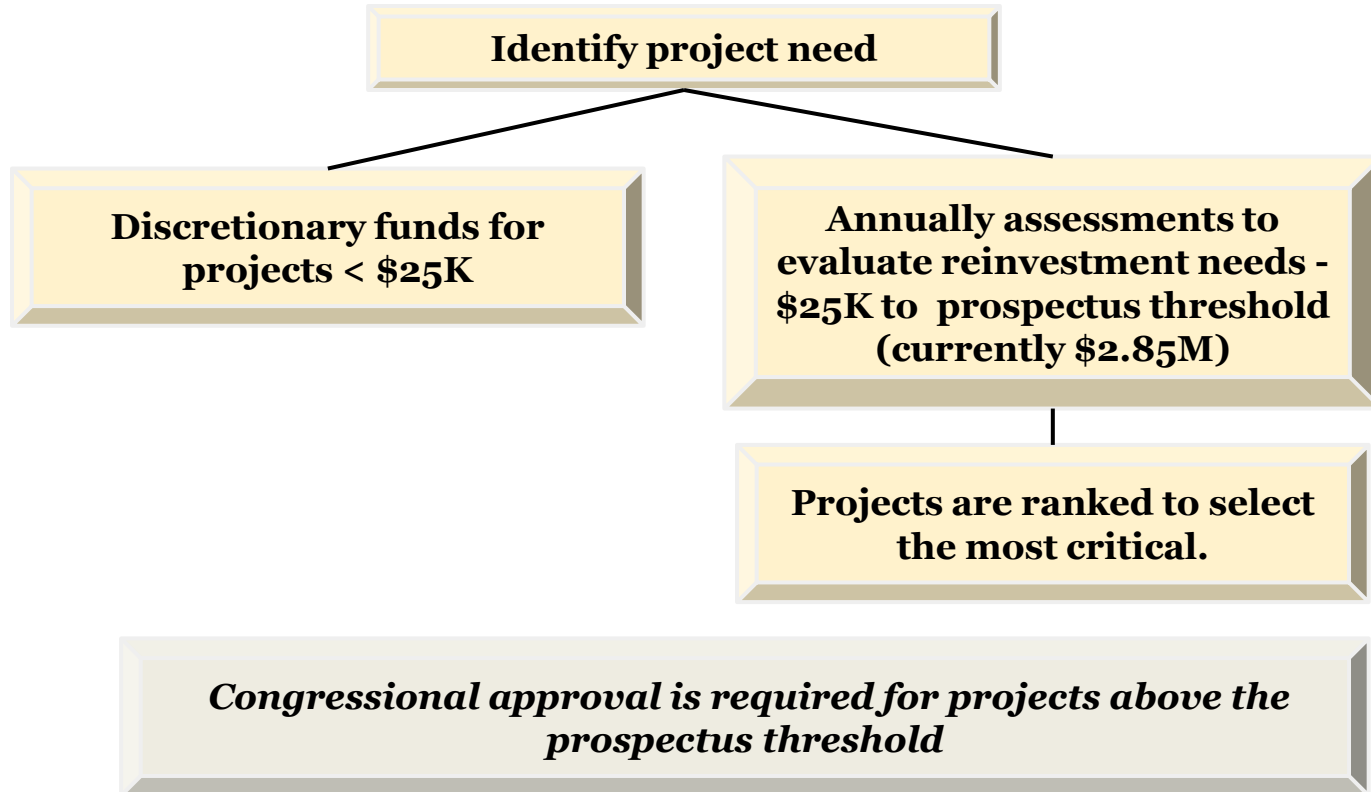 Identify project need
Discretionary funds for
projects < $25K
Annually assessments to
evaluate reinvestment needs -
$25K to prospectus threshold
(currently $2.85M)
Projects are ranked to select
the most critical.
Congressional approval is required for projects above the
prospectus threshold